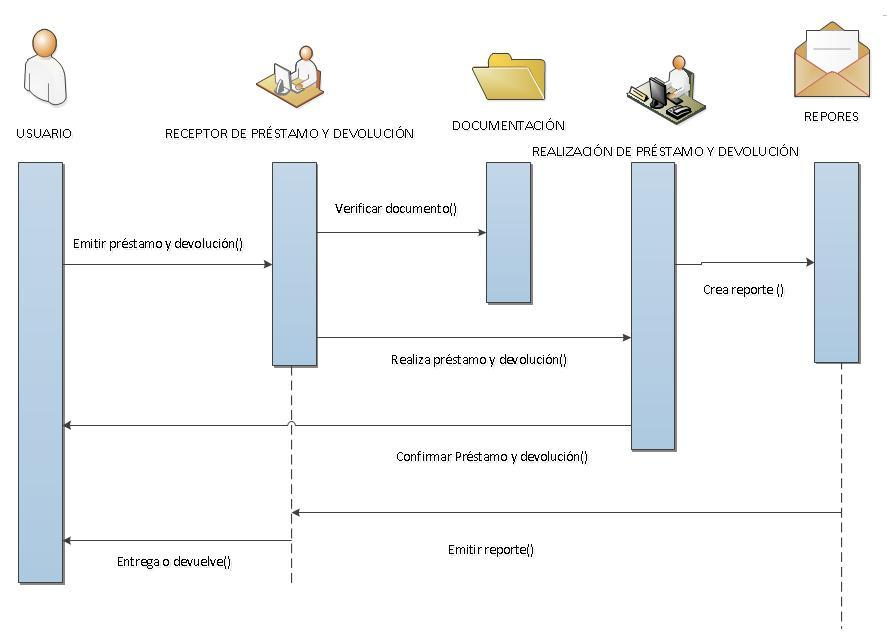 USUARIO
RECEPTOR DE PRÉSTAMO Y DEVOLUCIÓN
DOCUMENTACIÓN
REALIZACIÓN DE PRÉSTAMO Y DEVOLUCIÓN
REPORES
Verificar documento()
Emitir préstamo y devolución()
Crea reporte ()
Realiza préstamo y devolución()
Confirmar Préstamo y devolución()
Emitir reporte()
Entrega o devuelve()